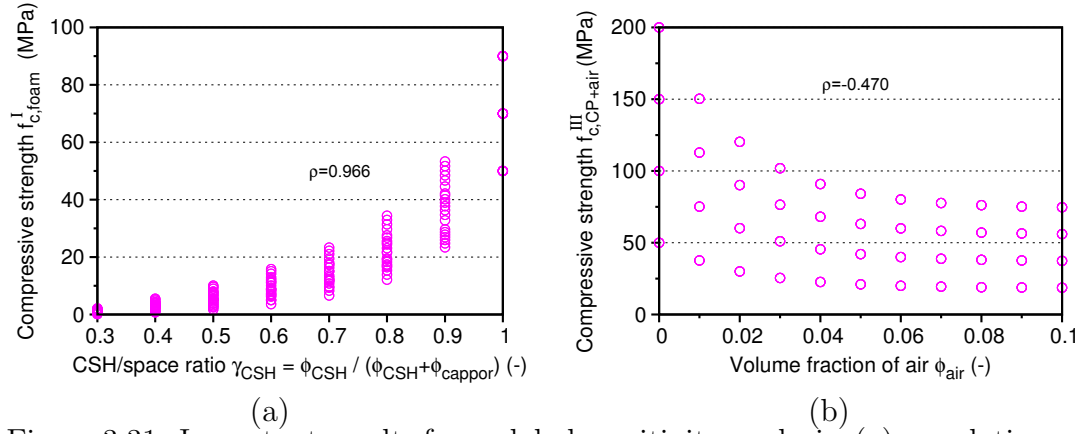 (a)
Compressive strength f^I_c,foam (MPa)
100
80
60
40
20
0
ρ=0.966
0.3 0.4 0.5 0.6 0.7 0.8 0.9 1
CSH/space ratio γ_CSH = ϕ_CSH / (ϕ_CSH+ϕ_cappor) (-)
(a)
(b)
Compressive strength f^III_c,CP+air (MPa)
200
150
100
50
0
ρ=-0.470
0 0.02 0.04 0.06 0.08 0.1
Volume fraction of air ϕ_air (-)
(b)